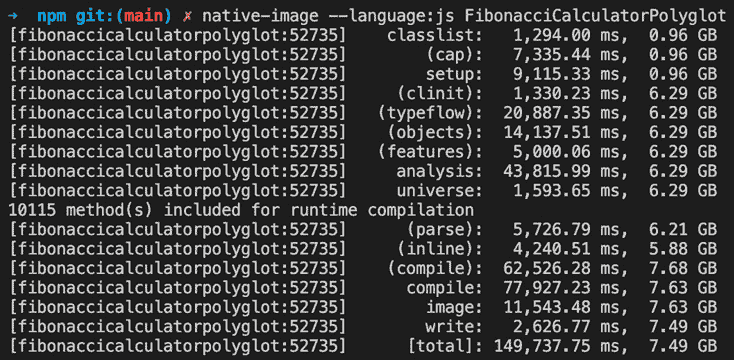 ➜ npm git:(main) ✗ native-image --language:js FibonacciCalculatorPolyglot
[fibonaccicalculatorpolyglot:52735] classlist: 1,294.00 ms, 0.96 GB
[fibonaccicalculatorpolyglot:52735] (cap): 7,335.44 ms, 0.96 GB
[fibonaccicalculatorpolyglot:52735] setup: 9,115.33 ms, 0.96 GB
[fibonaccicalculatorpolyglot:52735] (clinit): 1,330.23 ms, 6.29 GB
[fibonaccicalculatorpolyglot:52735] (typeflow): 20,887.35 ms, 6.29 GB
[fibonaccicalculatorpolyglot:52735] (objects): 14,137.51 ms, 6.29 GB
[fibonaccicalculatorpolyglot:52735] (features): 5,000.06 ms, 6.29 GB
[fibonaccicalculatorpolyglot:52735] analysis: 43,815.99 ms, 6.29 GB
[fibonaccicalculatorpolyglot:52735] universe: 1,593.65 ms, 6.29 GB
10115 method(s) included for runtime compilation
[fibonaccicalculatorpolyglot:52735] (parse): 5,726.79 ms, 6.21 GB
[fibonaccicalculatorpolyglot:52735] (inline): 4,240.51 ms, 5.88 GB
[fibonaccicalculatorpolyglot:52735] (compile): 62,526.28 ms, 7.68 GB
[fibonaccicalculatorpolyglot:52735] compile: 77,927.23 ms, 7.63 GB
[fibonaccicalculatorpolyglot:52735] image: 11,543.48 ms, 7.63 GB
[fibonaccicalculatorpolyglot:52735] write: 2,626.77 ms, 7.49 GB
[fibonaccicalculatorpolyglot:52735] [total]: 149,737.75 ms, 7.49 GB